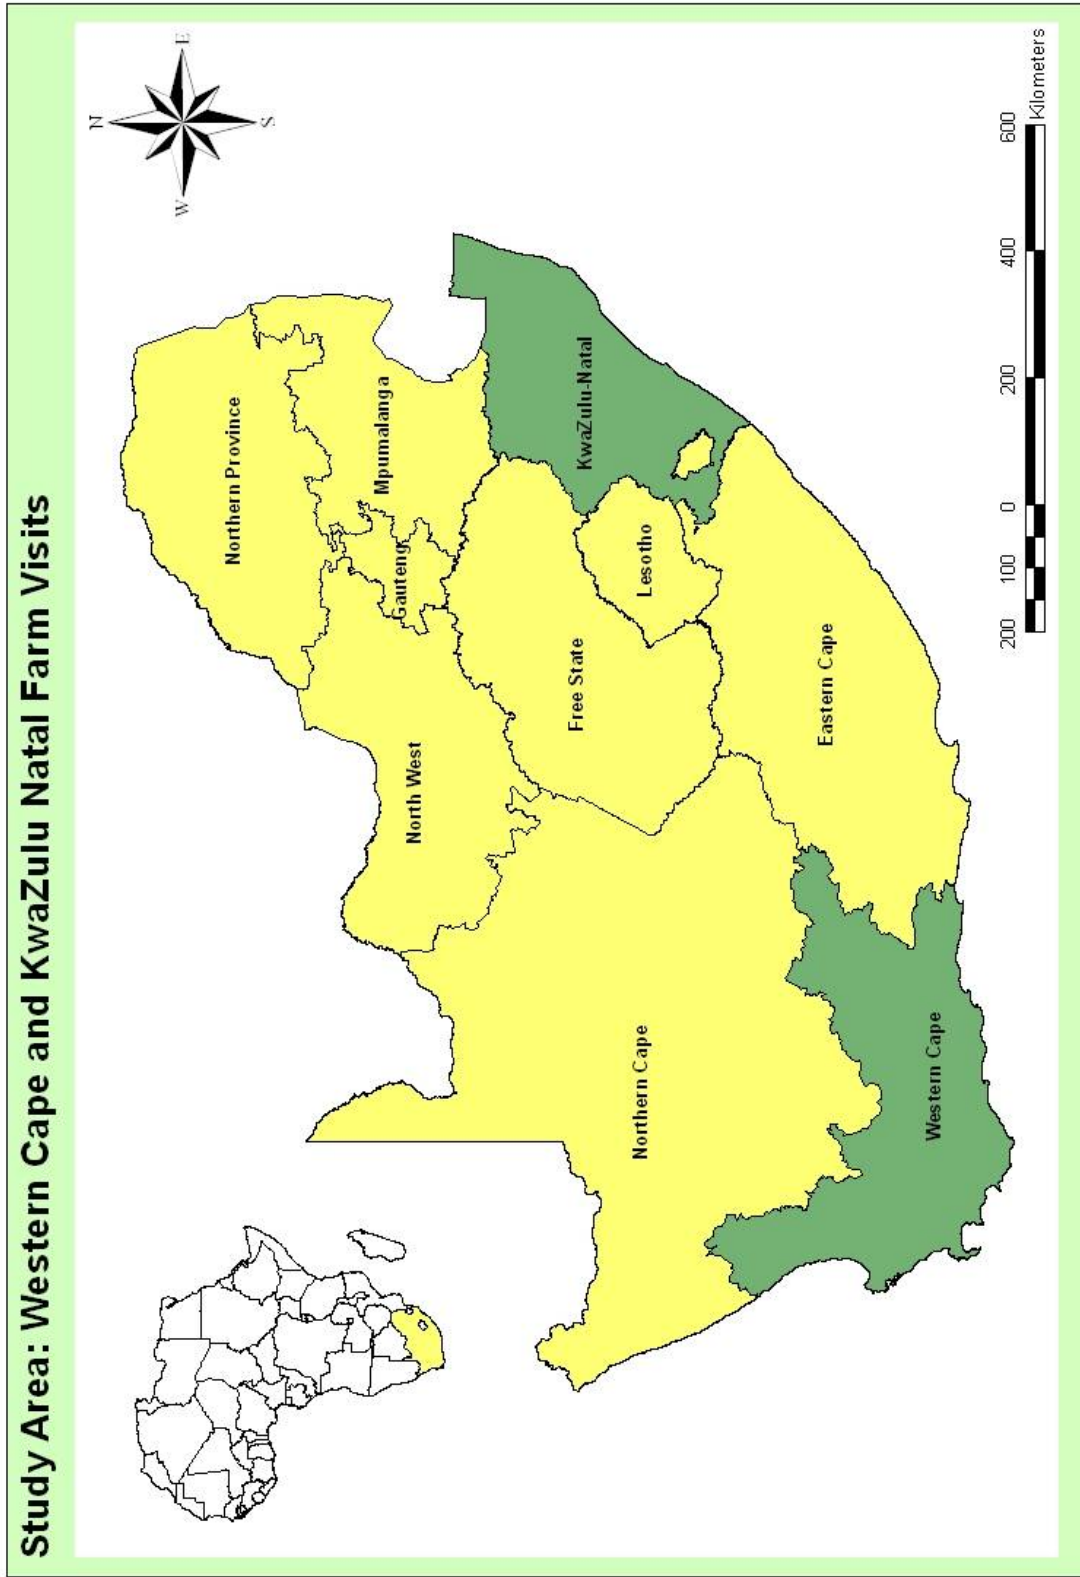 Study Area: Western Cape and KwaZulu Natal Farm Visits
N
W
E
S
Northern Province
Mpumalanga
Gauteng
North West
KwaZulu-Natal
Free State
Lesotho
Northern Cape
Eastern Cape
Western Cape
200 100 0 200 400 600
Kilometers